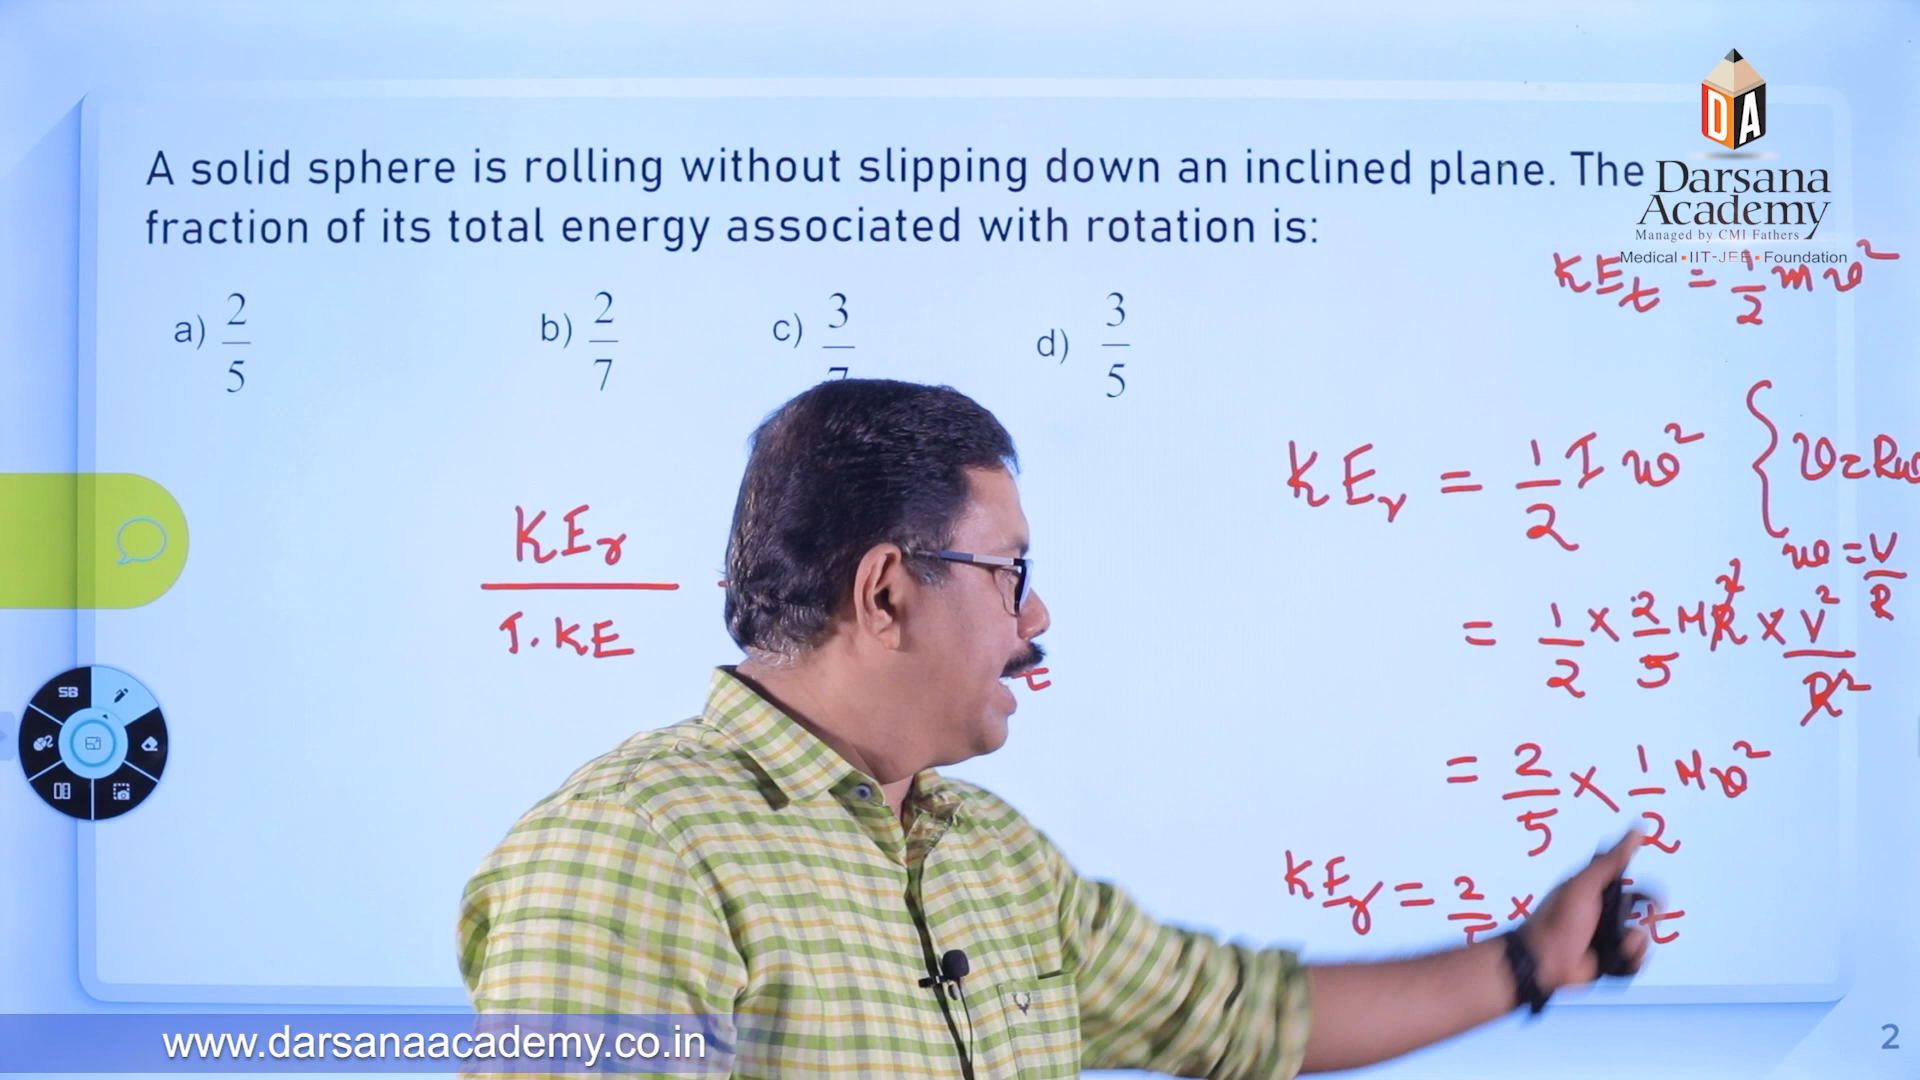 A solid sphere is rolling without slipping down an inclined plane. The
fraction of its total energy associated with rotation is:
a) 2/5 b) 2/7 c) 3/ d) 3/5
DA
Darsana
Academy
Managed by CMI Fathers
Medical ▪ IIT-JEE ▪ Foundation
KE_t = 1/2 mv²
KE_r = 1/2 I ω² { v=Rω
ω = V/R
= 1/2 × 2/5 MR² × V²/R²
= 2/5 × 1/2 Mv²
KE_r = 2/ × t
KE_r / T.KE
t
SB
www.darsanaacademy.co.in
2